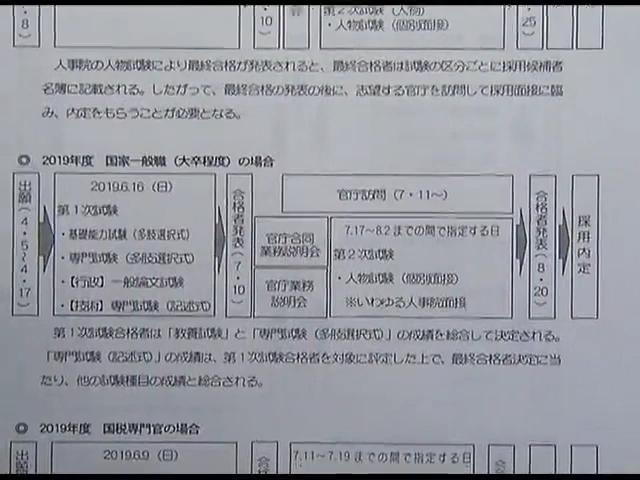 ・8）
・10）
第2次試験（人物）
・人物試験（個別面接）
・25）
人事院の人物試験により最終合格が発表されると、最終合格者は試験の区分ごとに採用候補者
名簿に記載される。したがって、最終合格の発表の後に、志望する官庁を訪問して採用面接に臨
み、内定をもらうことが必要となる。
◎ 2019年度 国家一般職（大卒程度）の場合
出願（4・5〜4・17）
2019.6.16（日）
第1次試験
・基礎能力試験（多肢選択式）
・専門試験（多肢選択式）
・【行政】一般論文試験
・【技術】専門試験（記述式）
合格者発表（7・10）
官庁訪問（7・11〜）
官庁合同
業務説明会
官庁業務
説明会
7.17〜8.2までの間で指定する日
第2次試験
・人物試験（個別面接）
※いわゆる人事院面接
合格者発表（8・20）
採用内定
第1次試験合格者は「教養試験」と「専門試験（多肢選択式）」の成績を総合して決定される。
「専門試験（記述式）」の成績は、第1次試験合格者を対象に評定した上で、最終合格者決定に当
たり、他の試験種目の成績と総合される。
◎ 2019年度 国税専門官の場合
出願
2019.6.9（日）
合
7.11〜7.19までの間で指定する日
合